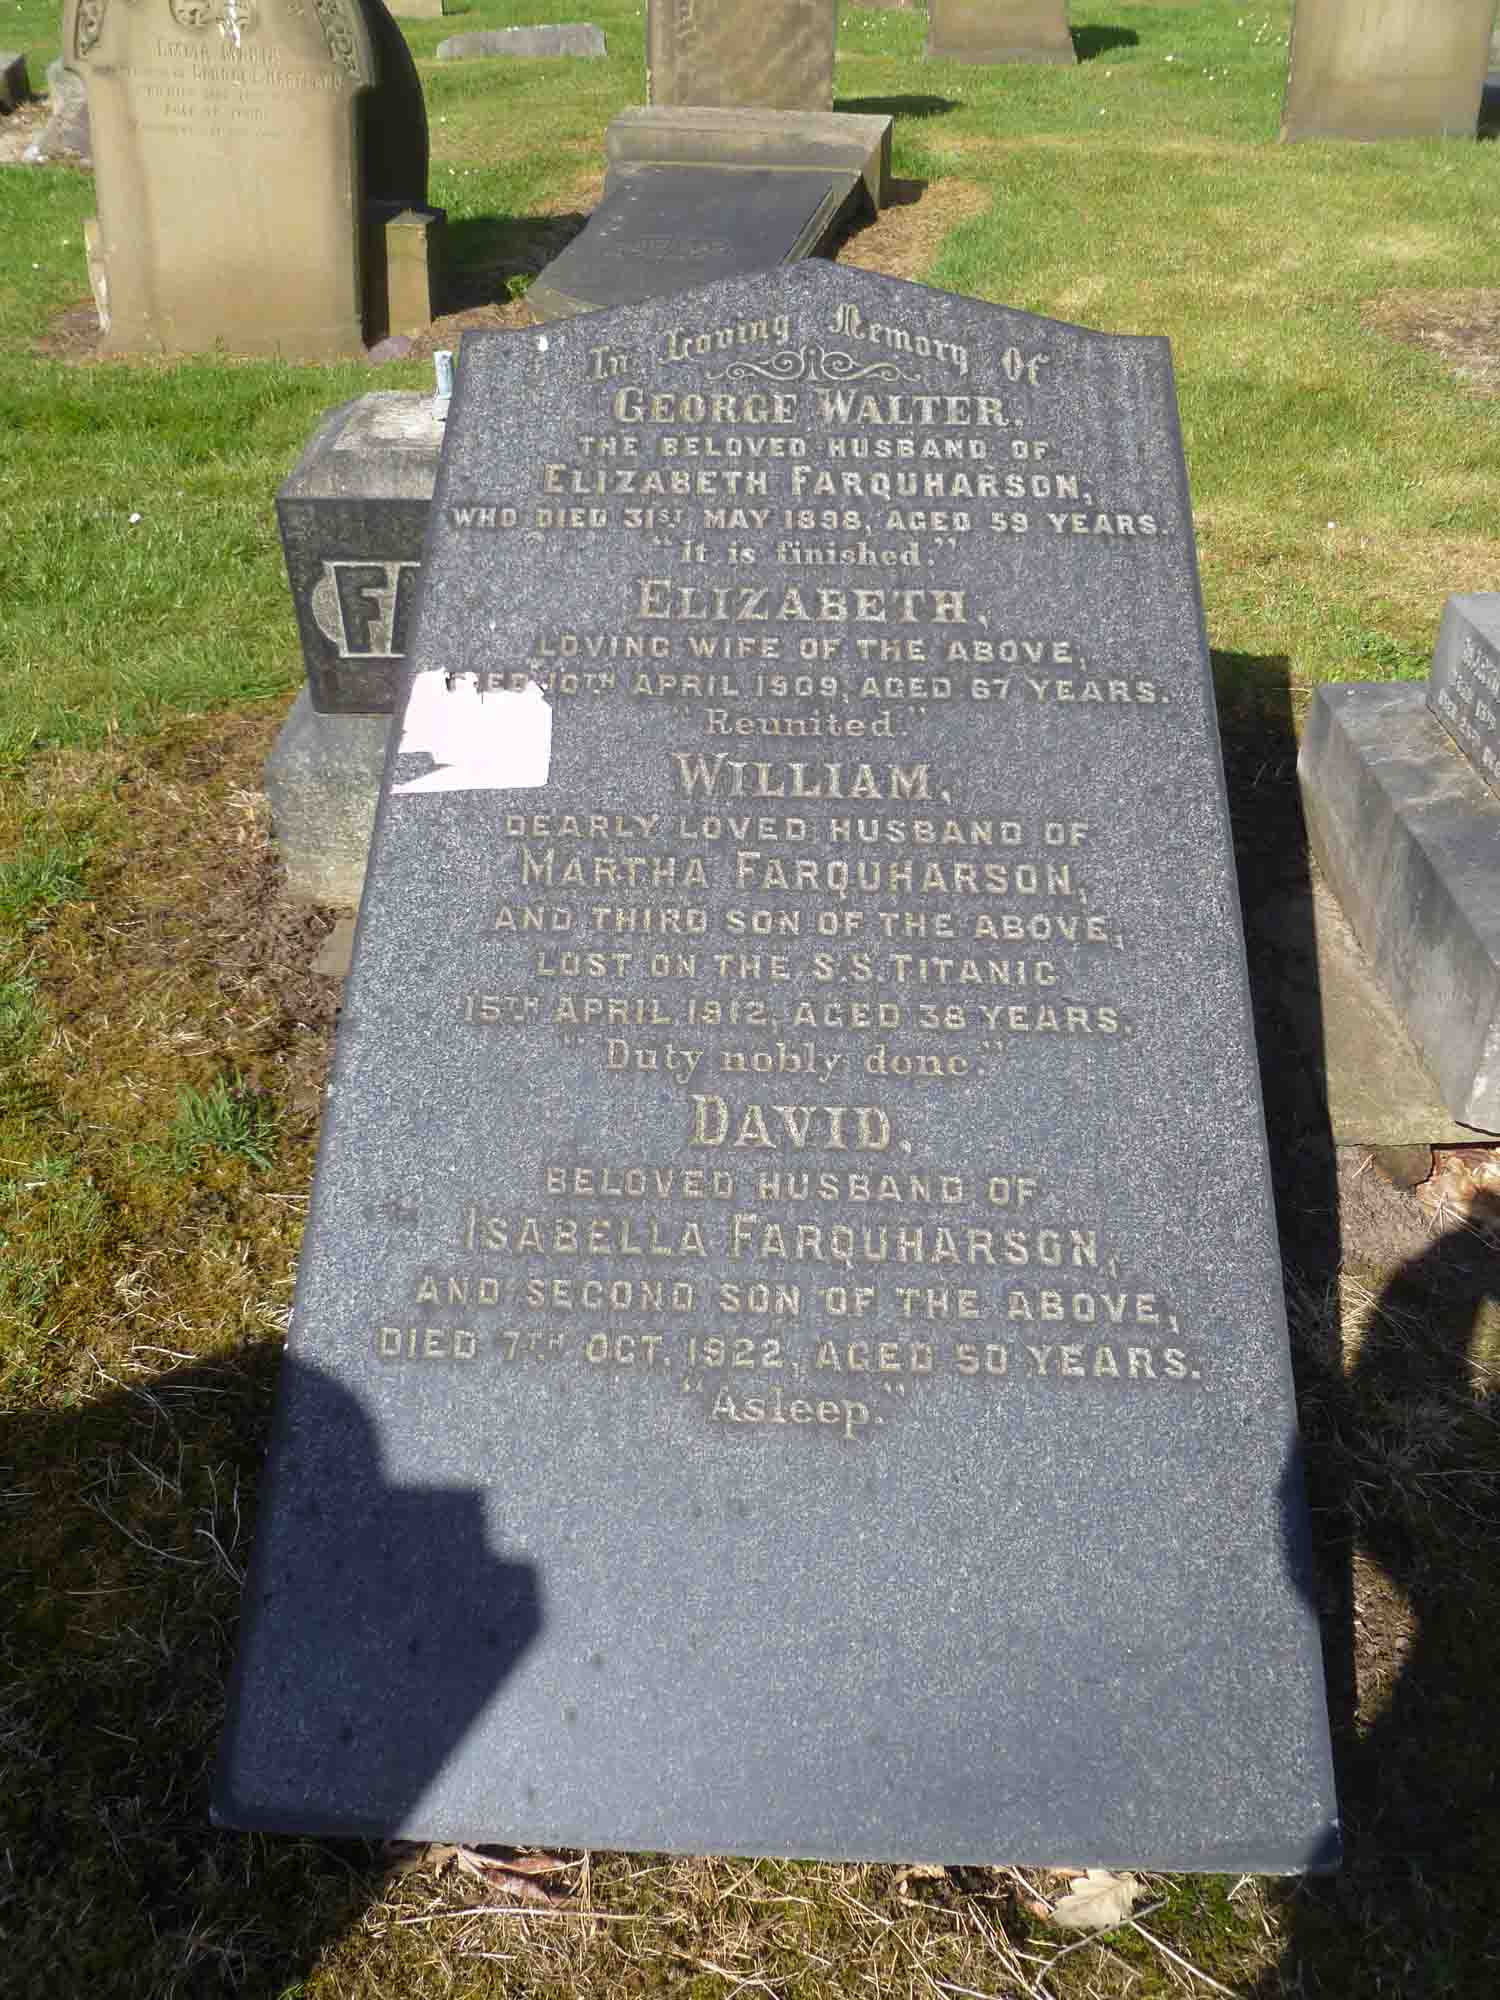 In Loving Memory Of
GEORGE WALTER.
THE BELOVED HUSBAND OF
ELIZABETH FARQUHARSON,
WHO DIED 31ST MAY 1898, AGED 59 YEARS.
"It is finished."
ELIZABETH,
LOVING WIFE OF THE ABOVE,
DIED 10TH APRIL 1909, AGED 67 YEARS.
"Reunited."
WILLIAM,
DEARLY LOVED HUSBAND OF
MARTHA FARQUHARSON,
AND THIRD SON OF THE ABOVE,
LOST ON THE S.S. TITANIC
15TH APRIL 1912, AGED 38 YEARS.
"Duty nobly done."
DAVID,
BELOVED HUSBAND OF
ISABELLA FARQUHARSON,
AND SECOND SON OF THE ABOVE,
DIED 7TH OCT. 1922, AGED 50 YEARS.
"Asleep."